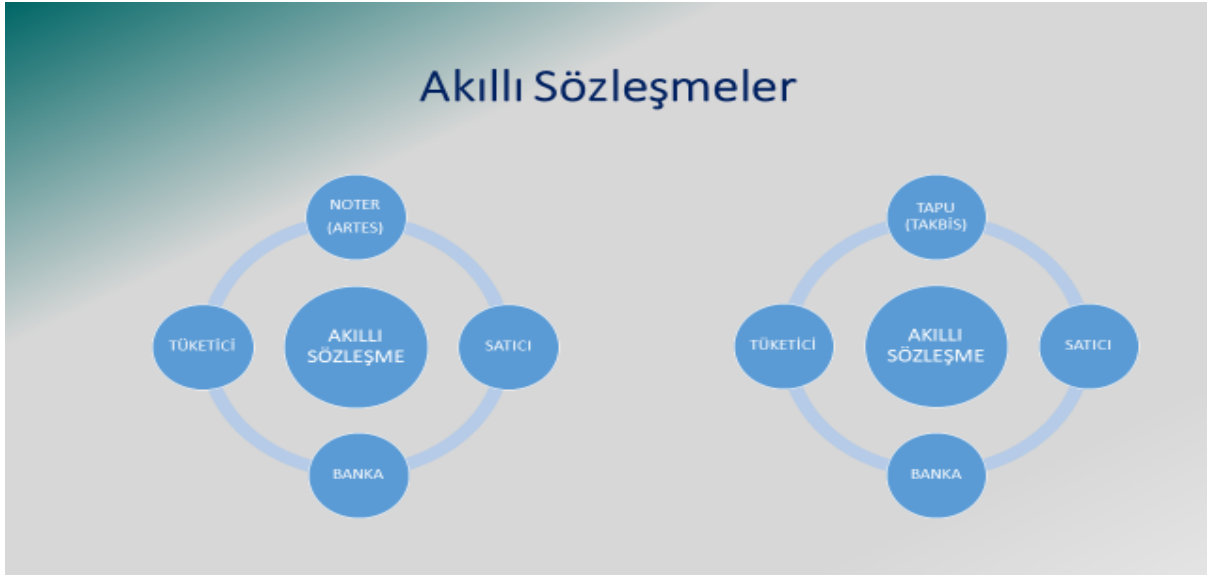 Akıllı Sözleşmeler
NOTER
(ARTES)
TÜKETİCİ
AKILLI
SÖZLEŞME
SATICI
BANKA
TAPU
(TAKBİS)
TÜKETİCİ
AKILLI
SÖZLEŞME
SATICI
BANKA